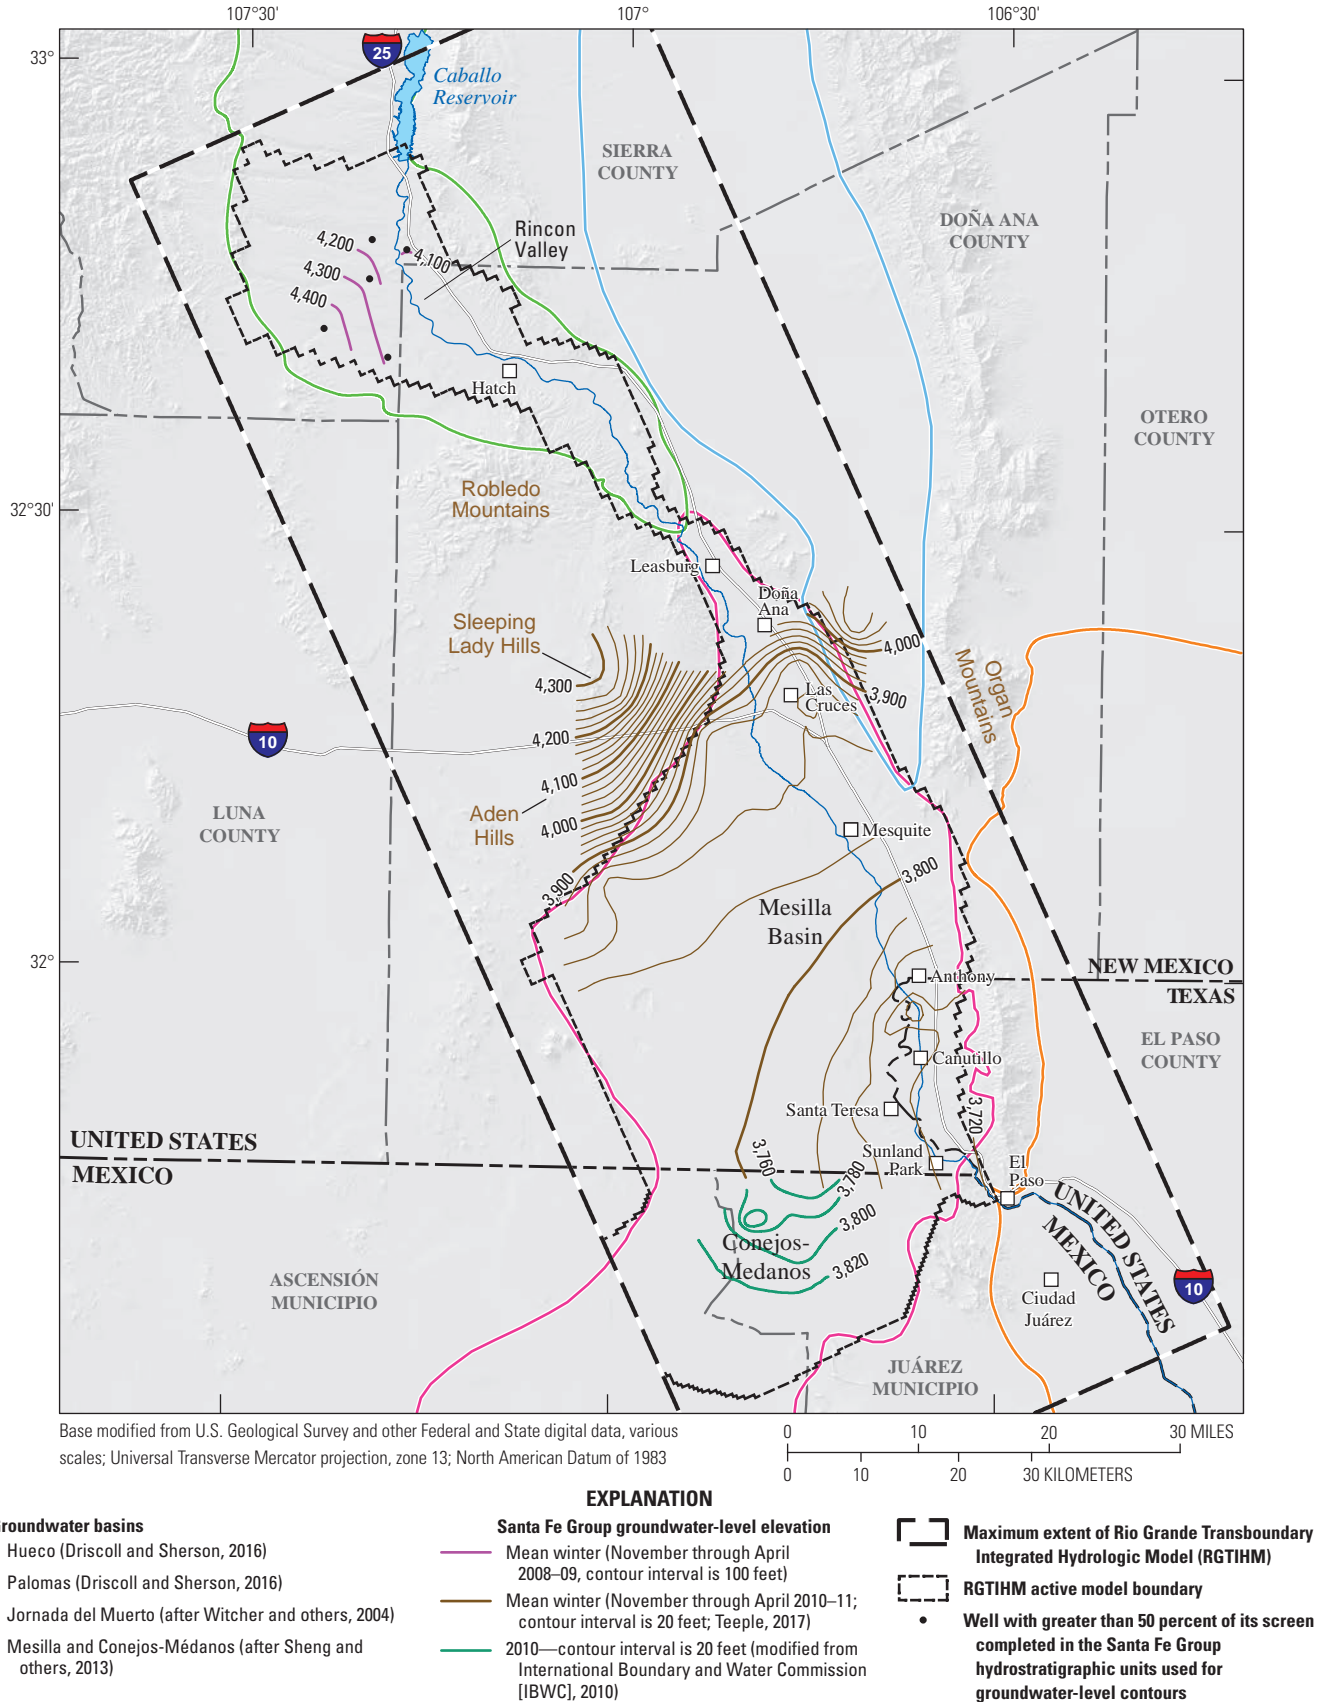 107°30'
107°
106°30'
33°
25
Caballo
Reservoir
SIERRA
COUNTY
DOÑA ANA
COUNTY
Rincon
Valley
4,200
4,100
4,300
4,400
Hatch
OTERO
COUNTY
Robledo
Mountains
32°30'
Leasburg
Doña
Ana
Sleeping
Lady Hills
4,000
Organ
Mountains
4,300
Las
Cruces
3,900
10
4,200
4,100
LUNA
COUNTY
Aden
Hills
4,000
Mesquite
3,800
3,900
Mesilla
Basin
32°
Anthony
NEW MEXICO
TEXAS
EL PASO
COUNTY
Canutillo
Santa Teresa
3,720
UNITED STATES
MEXICO
Sunland
Park
El
Paso
3,760
3,780
3,800
3,820
Conejos-
Medanos
UNITED STATES
MEXICO
10
ASCENSIÓN
MUNICIPIO
Ciudad
Juárez
JUÁREZ
MUNICIPIO
Base modified from U.S. Geological Survey and other Federal and State digital data, various
scales; Universal Transverse Mercator projection, zone 13; North American Datum of 1983
0 10 20 30 MILES
0 10 20 30 KILOMETERS
EXPLANATION
roundwater basins
Hueco (Driscoll and Sherson, 2016)
Palomas (Driscoll and Sherson, 2016)
Jornada del Muerto (after Witcher and others, 2004)
Mesilla and Conejos-Médanos (after Sheng and
others, 2013)
Santa Fe Group groundwater-level elevation
Mean winter (November through April
2008–09, contour interval is 100 feet)
Mean winter (November through April 2010–11;
contour interval is 20 feet; Teeple, 2017)
2010—contour interval is 20 feet (modified from
International Boundary and Water Commission
[IBWC], 2010)
Maximum extent of Rio Grande Transboundary
Integrated Hydrologic Model (RGTIHM)
RGTIHM active model boundary
Well with greater than 50 percent of its screen
completed in the Santa Fe Group
hydrostratigraphic units used for
groundwater-level contours